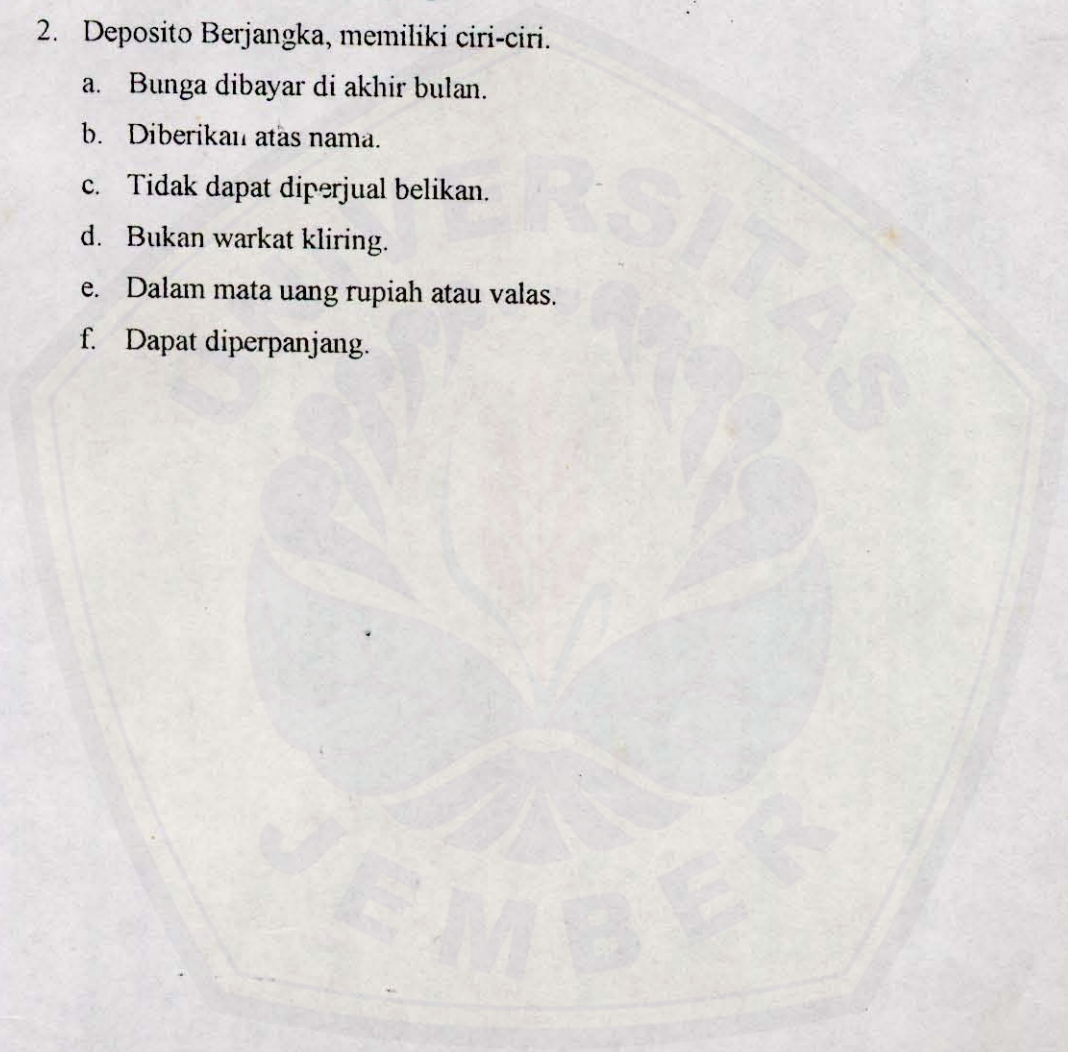 2. Deposito Berjangka, memiliki ciri-ciri.
a. Bunga dibayar di akhir bulan.
b. Diberikan atas nama.
c. Tidak dapat diperjual belikan.
d. Bukan warkat kliring.
e. Dalam mata uang rupiah atau valas.
f. Dapat diperpanjang.
UNIVERSITAS
JEMBER